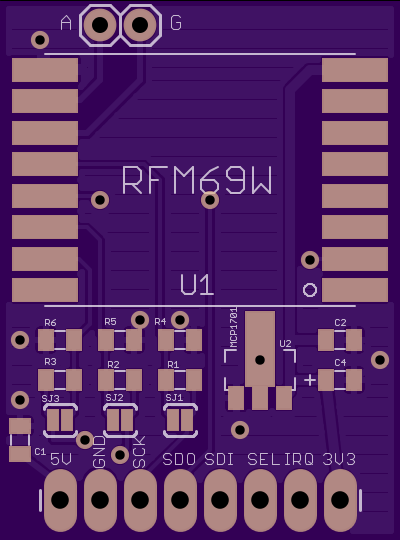 A G
RFM69W
U1
MCP1701
R6 R5 R4 C2
U2
R3 R2 R1 + C4
SJ3 SJ2 SJ1
C1
5V GND SCK SDO SDI SEL IRQ 3V3